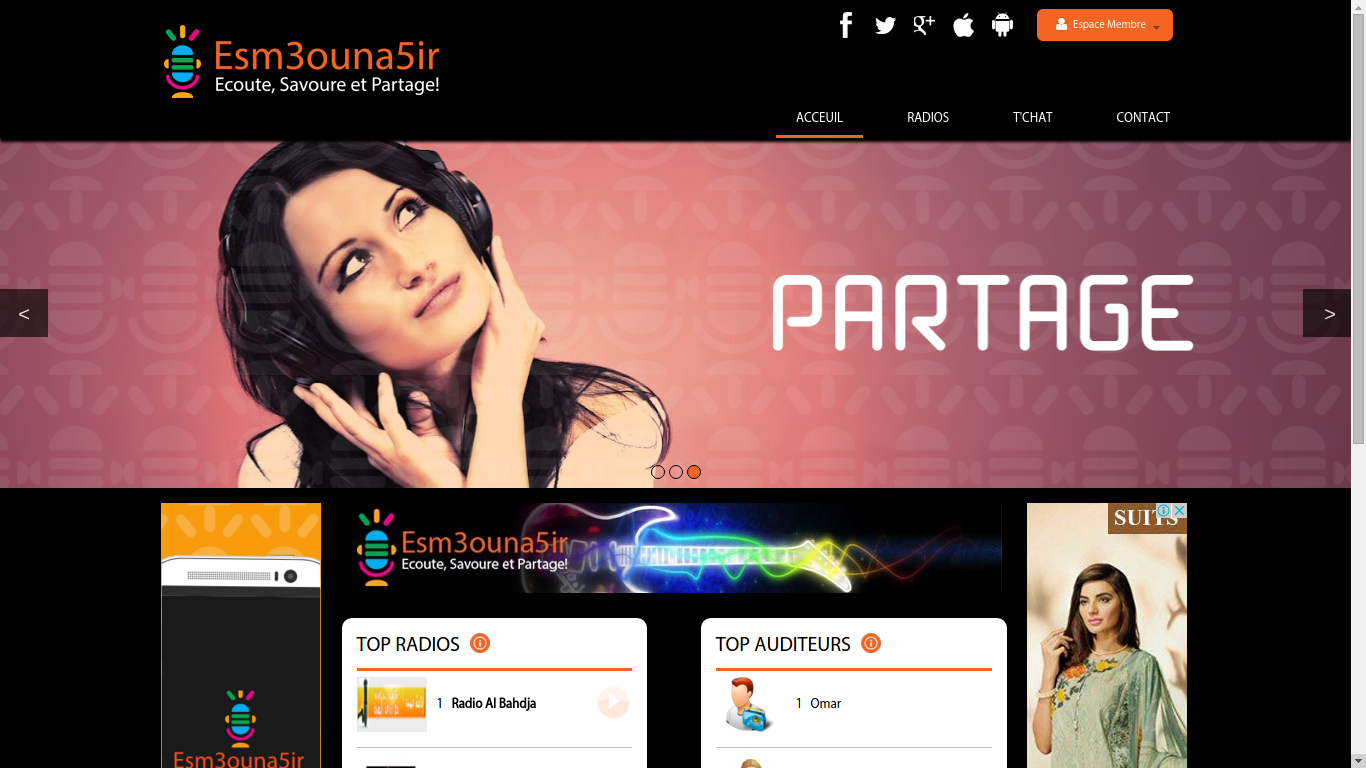 Espace Membre
Esm3ouna5ir
Ecoute, Savoure et Partage!
ACCEUIL
RADIOS
T'CHAT
CONTACT
PARTAGE
<
>
Esm3ouna5ir
Ecoute, Savoure et Partage!
SUITS
TOP RADIOS
TOP AUDITEURS
1 Radio Al Bahdja
1 Omar
Esm3ouna5ir